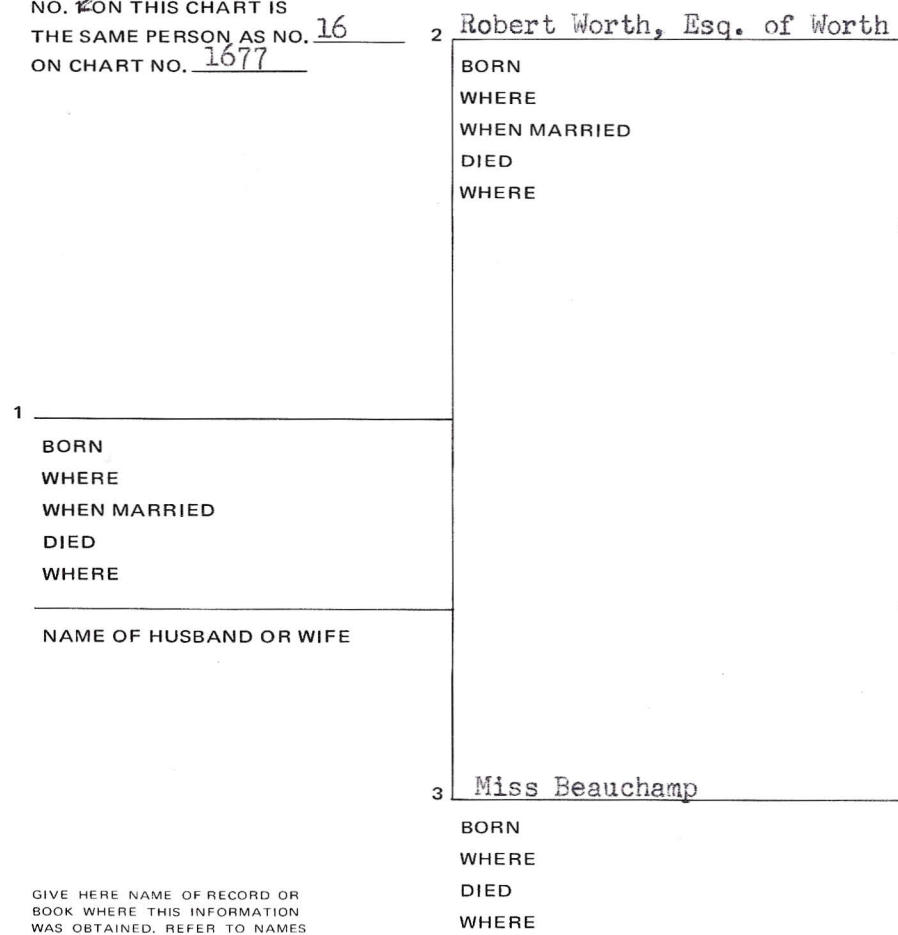 NO. ON THIS CHART IS
THE SAME PERSON AS NO. 16
ON CHART NO. 1677
2 Robert Worth, Esq. of Worth
BORN
WHERE
WHEN MARRIED
DIED
WHERE
1
BORN
WHERE
WHEN MARRIED
DIED
WHERE
NAME OF HUSBAND OR WIFE
3 Miss Beauchamp
BORN
WHERE
DIED
WHERE
GIVE HERE NAME OF RECORD OR
BOOK WHERE THIS INFORMATION
WAS OBTAINED. REFER TO NAMES